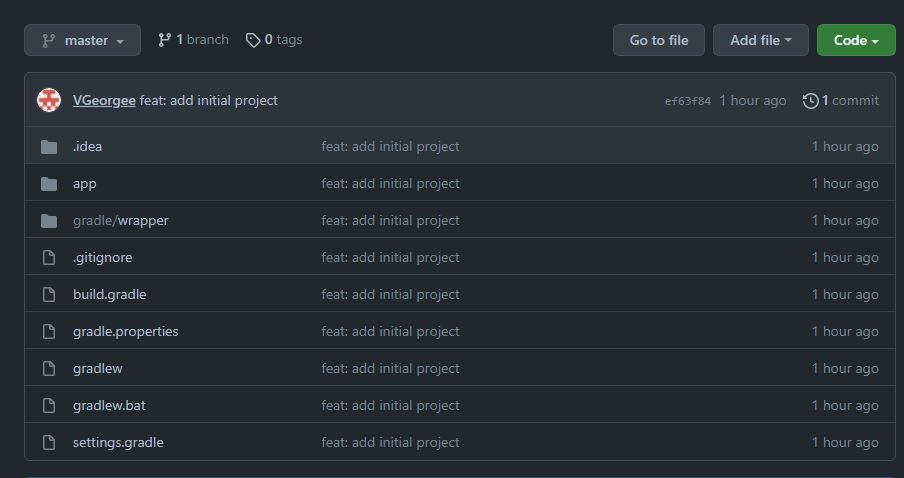 master 1 branch 0 tags Go to file Add file Code
VGeorgee feat: add initial project ef63f84 1 hour ago 1 commit
.idea feat: add initial project 1 hour ago
app feat: add initial project 1 hour ago
gradle/wrapper feat: add initial project 1 hour ago
.gitignore feat: add initial project 1 hour ago
build.gradle feat: add initial project 1 hour ago
gradle.properties feat: add initial project 1 hour ago
gradlew feat: add initial project 1 hour ago
gradlew.bat feat: add initial project 1 hour ago
settings.gradle feat: add initial project 1 hour ago